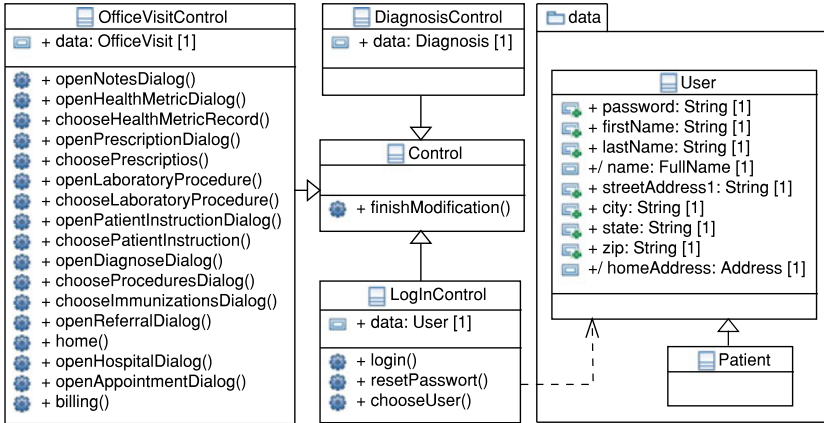 OfficeVisitControl
+ data: OfficeVisit [1]
+ openNotesDialog()
+ openHealthMetricDialog()
+ chooseHealthMetricRecord()
+ openPrescriptionDialog()
+ choosePrescriptios()
+ openLaboratoryProcedure()
+ chooseLaboratoryProcedure()
+ openPatientInstructionDialog()
+ choosePatientInstruction()
+ openDiagnoseDialog()
+ chooseProceduresDialog()
+ chooseImmunizationsDialog()
+ openReferralDialog()
+ home()
+ openHospitalDialog()
+ openAppointmentDialog()
+ billing()
DiagnosisControl
+ data: Diagnosis [1]
Control
+ finishModification()
LogInControl
+ data: User [1]
+ login()
+ resetPasswort()
+ chooseUser()
data
User
+ password: String [1]
+ firstName: String [1]
+ lastName: String [1]
+/ name: FullName [1]
+ streetAddress1: String [1]
+ city: String [1]
+ state: String [1]
+ zip: String [1]
+/ homeAddress: Address [1]
Patient